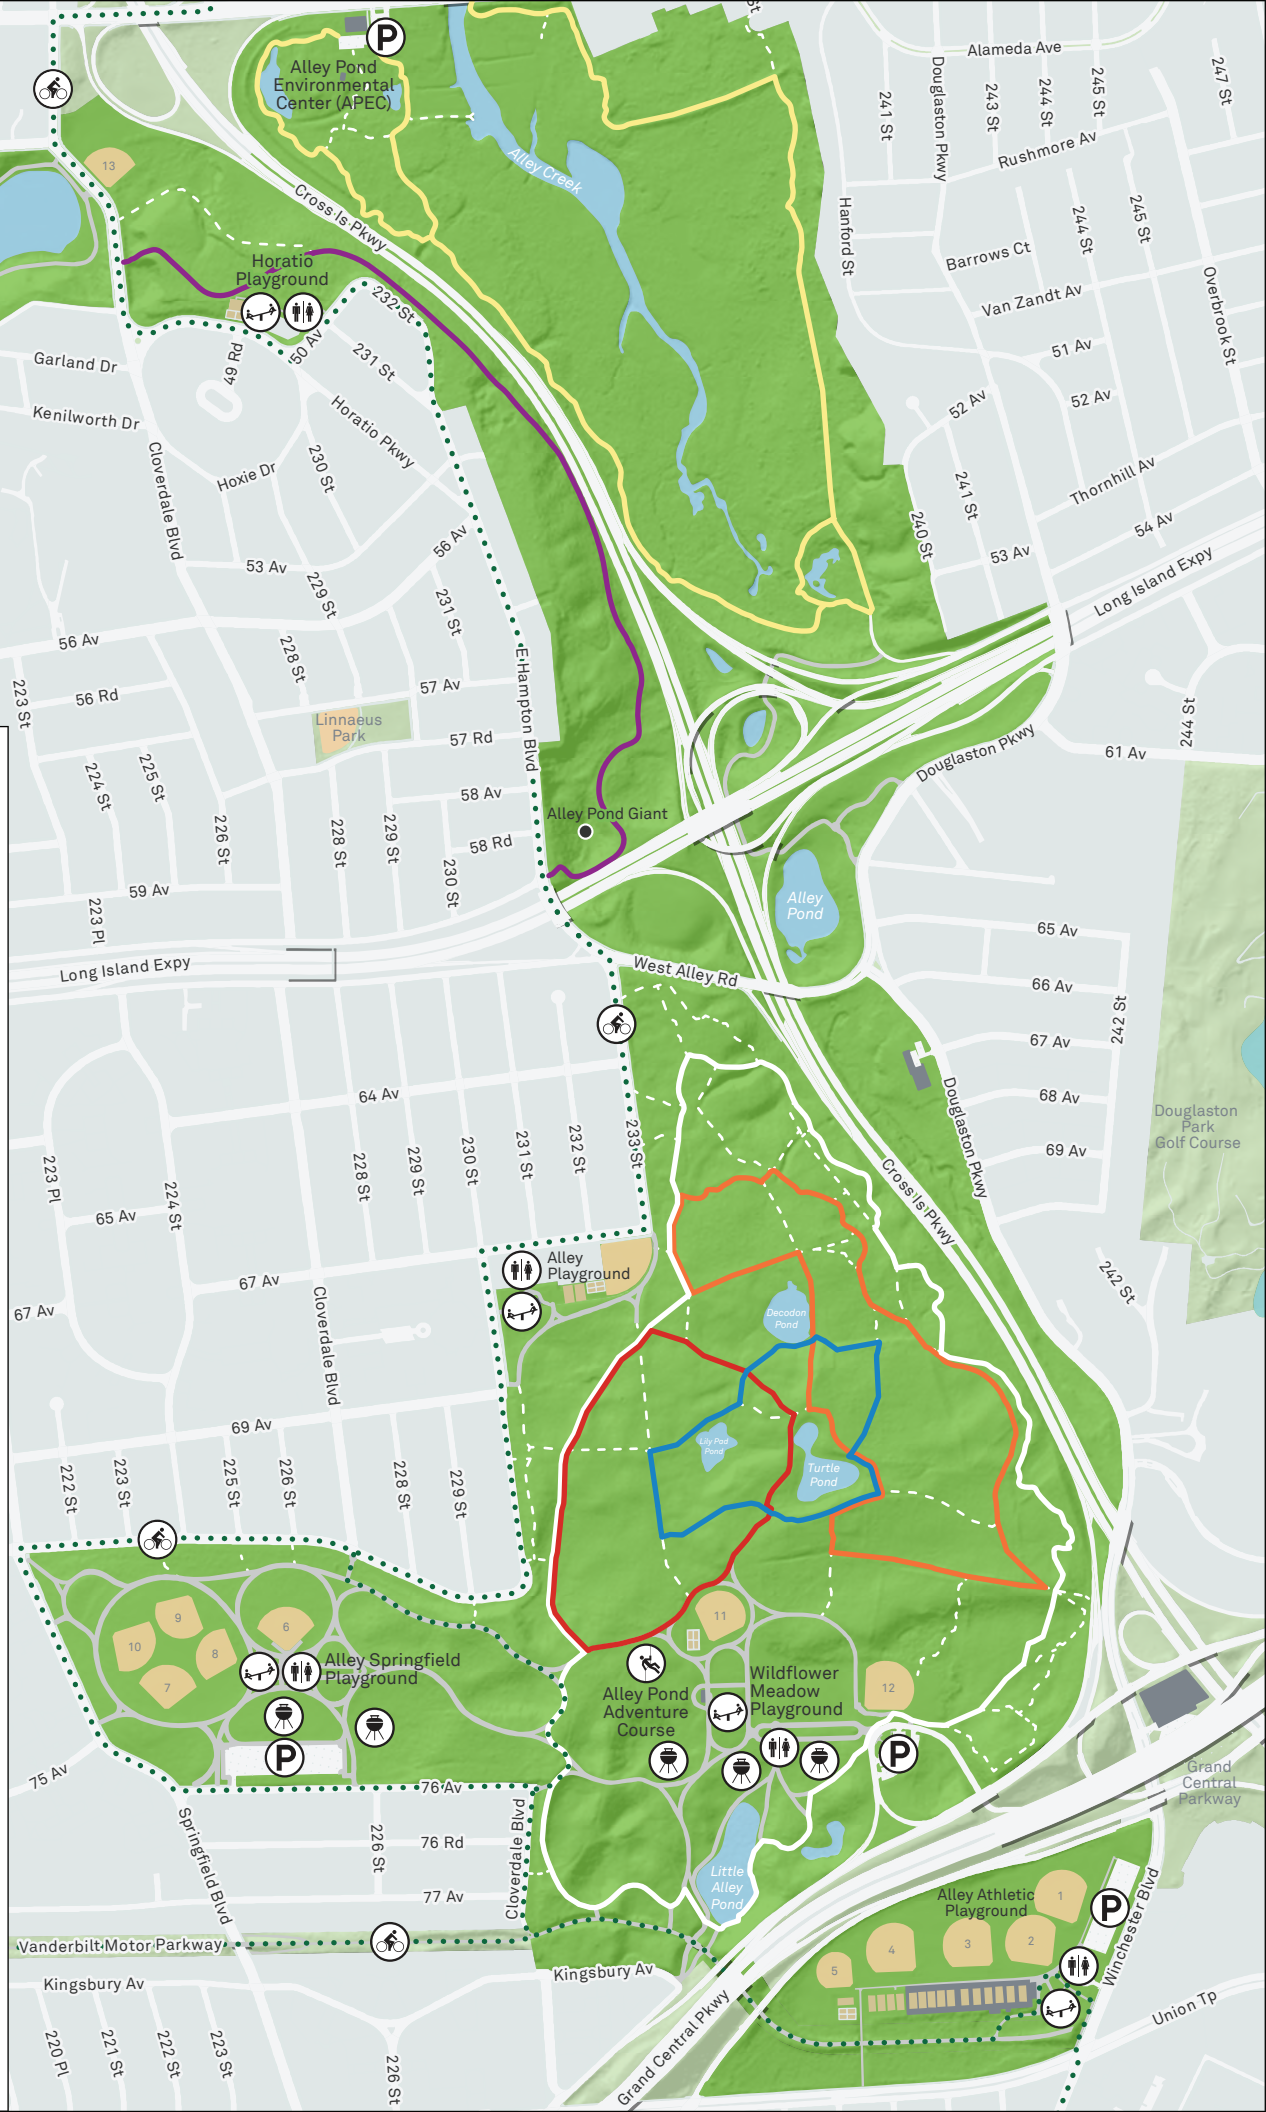 P
Alley Pond
Environmental
Center (APEC)
Alley Creek
Cross Is Pkwy
Alameda Ave
Douglaston Pkwy
241 St
243 St
244 St
245 St
247 St
Rushmore Av
Hanford St
244 St
245 St
Barrows Ct
Van Zandt Av
Overbrook St
51 Av
52 Av
52 Av
Thornhill Av
241 St
240 St
54 Av
53 Av
Long Island Expy
13
Horatio
Playground
232 St
50 Av
49 Rd
231 St
Garland Dr
Kenilworth Dr
Horatio Pkwy
Cloverdale Blvd
Hoxie Dr
230 St
56 Av
53 Av
229 St
231 St
56 Av
228 St
E Hampton Blvd
56 Rd
223 St
57 Av
Linnaeus
Park
57 Rd
224 St
225 St
58 Av
Alley Pond Giant
226 St
228 St
229 St
58 Rd
230 St
59 Av
223 Pl
Long Island Expy
Douglaston Pkwy
244 St
61 Av
Alley
Pond
West Alley Rd
65 Av
66 Av
242 St
67 Av
68 Av
69 Av
Douglaston Pkwy
Douglaston
Park
Golf Course
Cross Is Pkwy
242 St
64 Av
223 Pl
224 St
228 St
229 St
230 St
231 St
232 St
233 St
65 Av
67 Av
67 Av
Cloverdale Blvd
Alley
Playground
69 Av
222 St
223 St
225 St
226 St
228 St
229 St
Decodon
Pond
Lily Pad
Pond
Turtle
Pond
9
10
8
7
6
Alley Springfield
Playground
P
11
Alley Pond
Adventure
Course
Wildflower
Meadow
Playground
12
P
Grand
Central
Parkway
75 Av
76 Av
Springfield Blvd
226 St
76 Rd
Cloverdale Blvd
77 Av
Little
Alley
Pond
Vanderbilt Motor Parkway
Kingsbury Av
Kingsbury Av
220 Pl
221 St
222 St
223 St
226 St
Grand Central Pkwy
Alley Athletic
Playground
1
2
3
4
5
P
Winchester Blvd
Union Tp